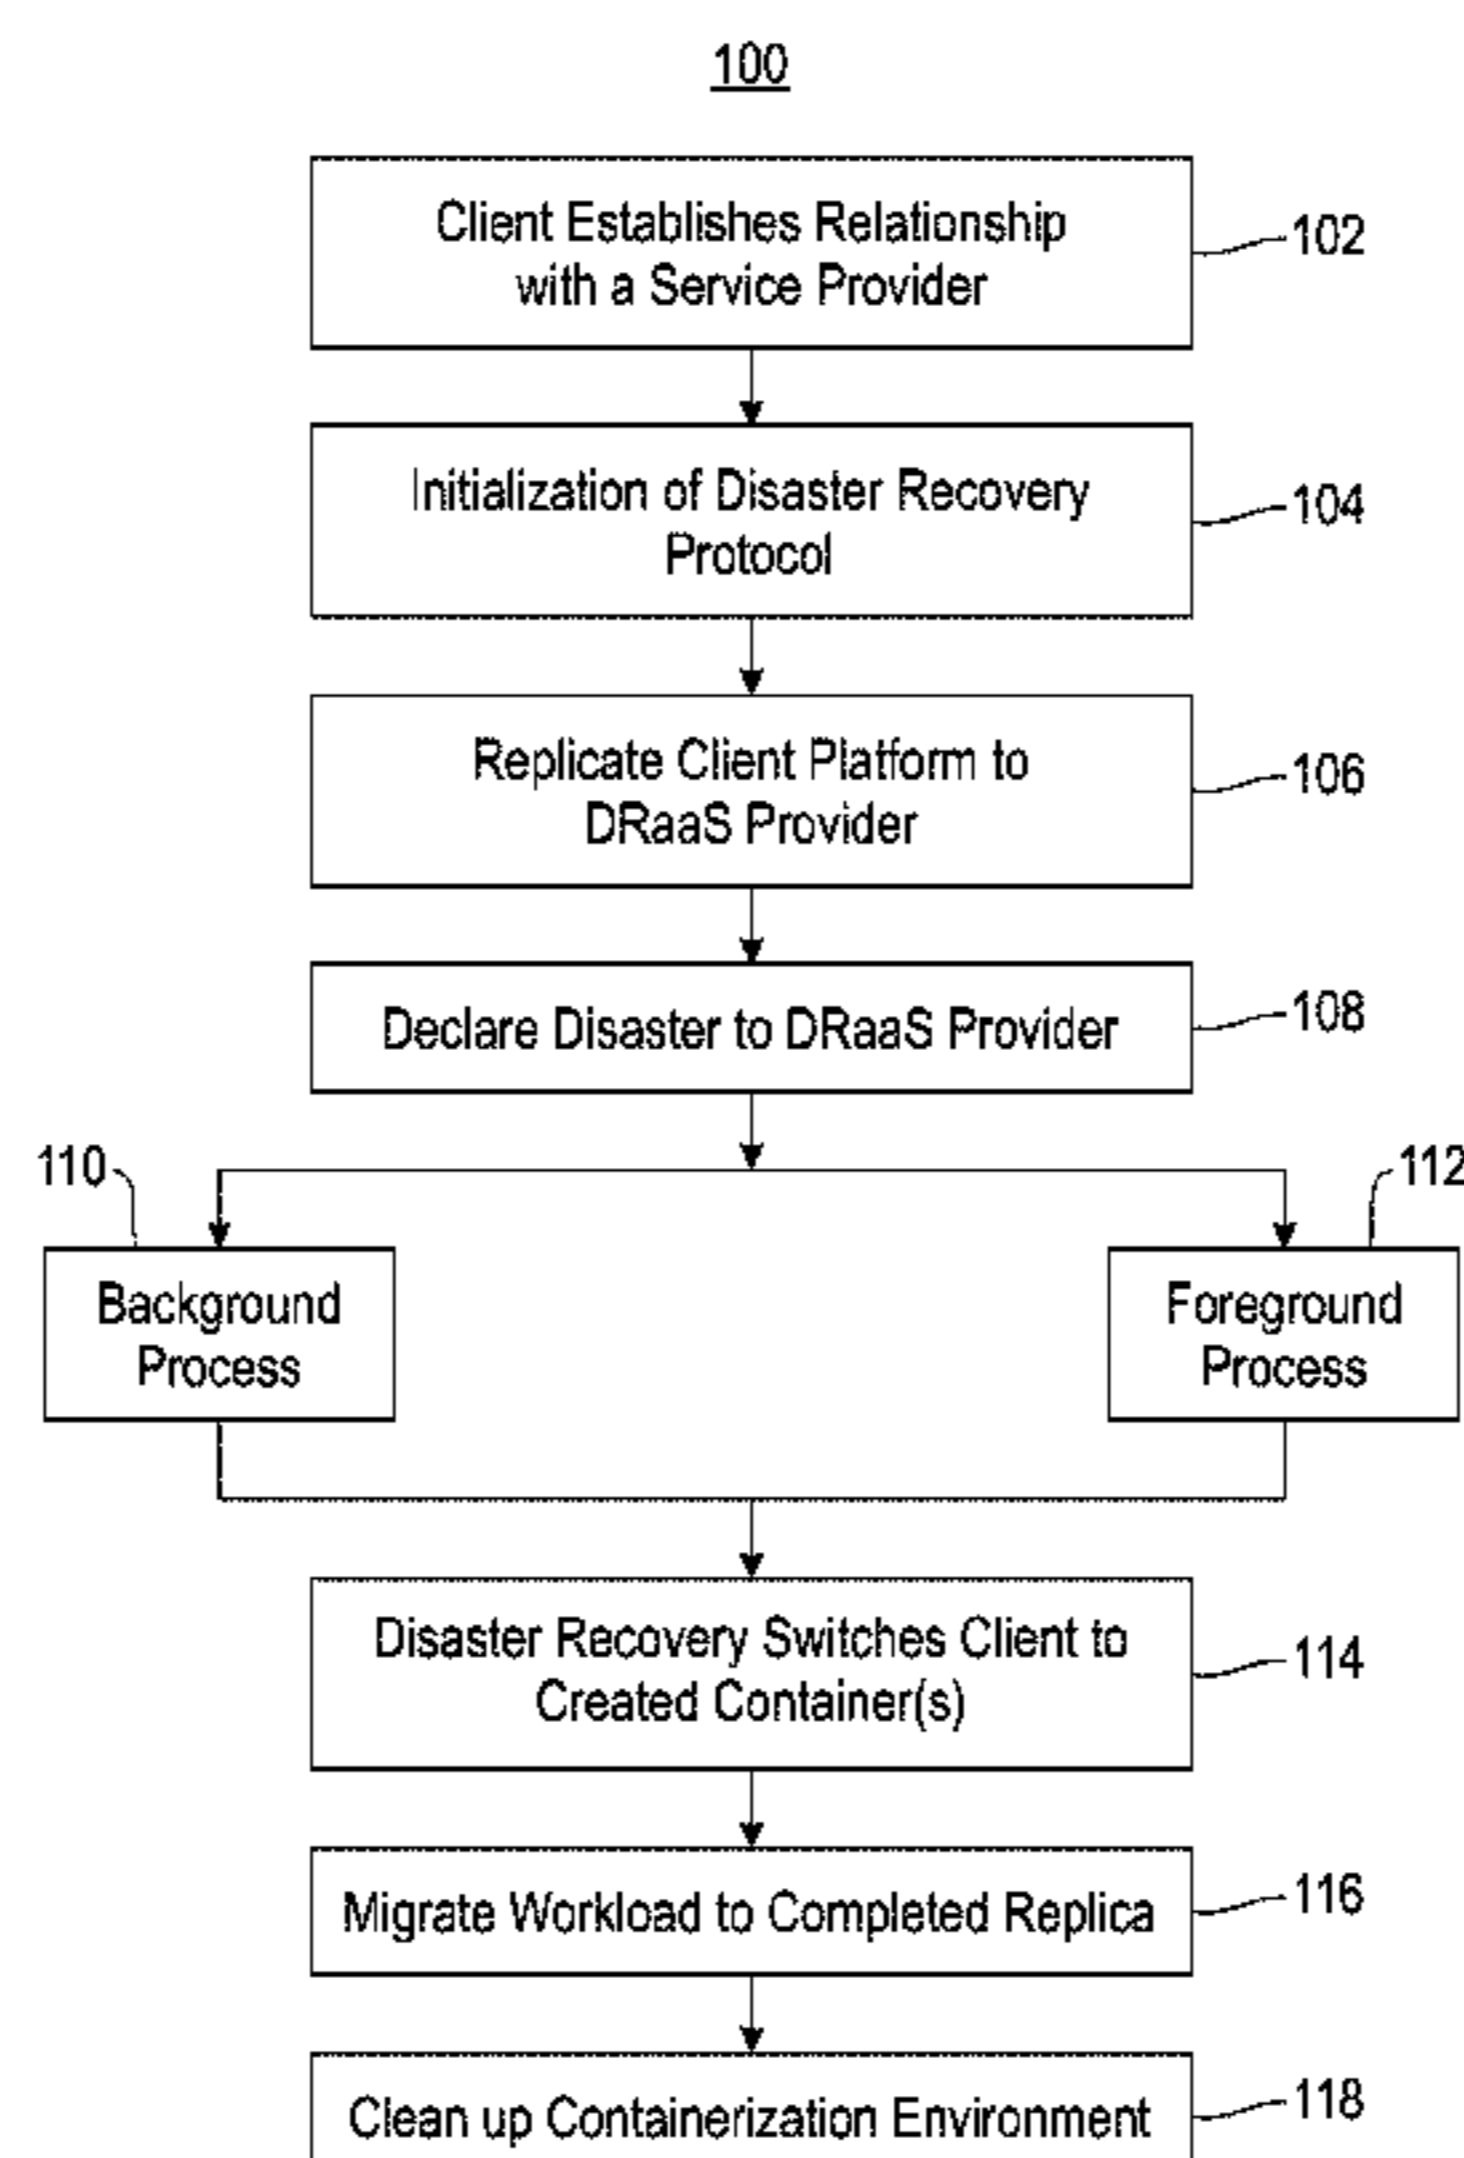 100
Client Establishes Relationship
with a Service Provider
102
Initialization of Disaster Recovery
Protocol
104
Replicate Client Platform to
DRaaS Provider
106
Declare Disaster to DRaaS Provider
108
110
112
Background
Process
Foreground
Process
Disaster Recovery Switches Client to
Created Container(s)
114
Migrate Workload to Completed Replica
116
Clean up Containerization Environment
118